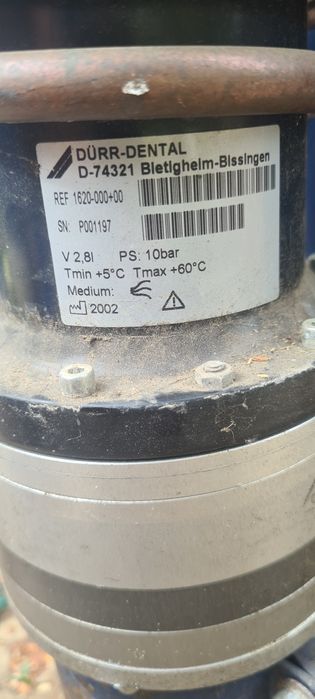 DÜRR-DENTAL
D-74321 Bietigheim-Bissingen
REF 1620-000+00
SN: P001197
V 2,8l PS: 10bar
Tmin +5°C Tmax +60°C
Medium:
2002